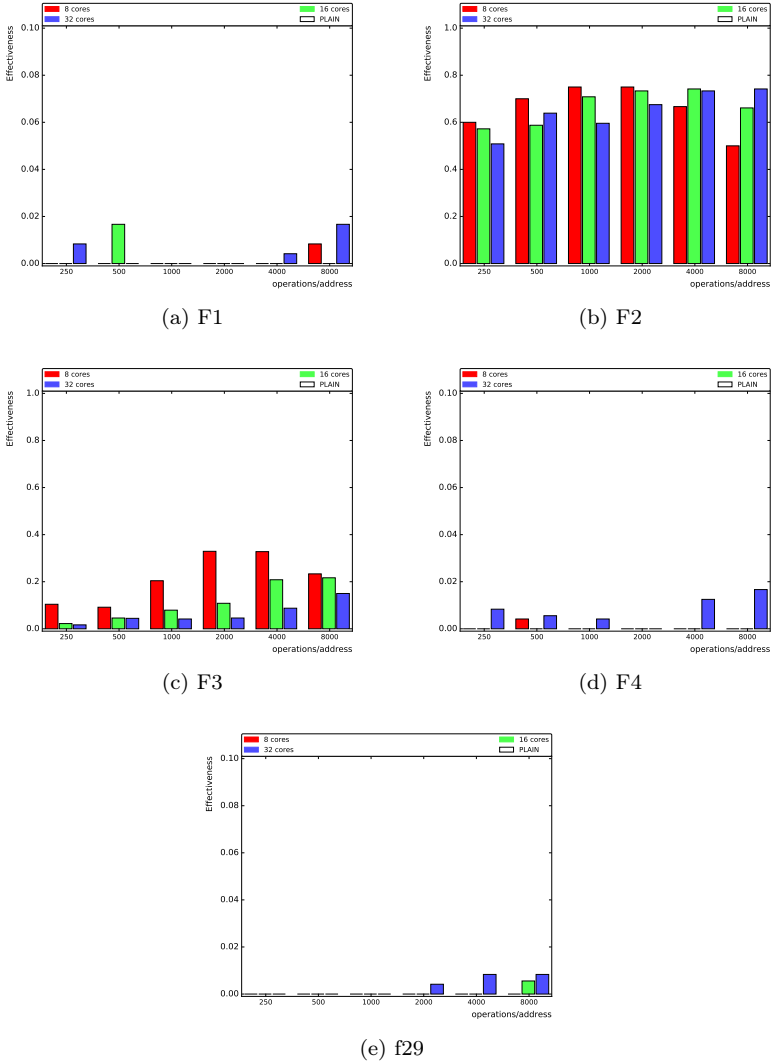 8 cores 16 cores
32 cores PLAIN
Effectiveness
0.10
0.08
0.06
0.04
0.02
0.00
250 500 1000 2000 4000 8000
operations/address
(a) F1
8 cores 16 cores
32 cores PLAIN
Effectiveness
1.0
0.8
0.6
0.4
0.2
0.0
250 500 1000 2000 4000 8000
operations/address
(b) F2
8 cores 16 cores
32 cores PLAIN
Effectiveness
1.0
0.8
0.6
0.4
0.2
0.0
250 500 1000 2000 4000 8000
operations/address
(c) F3
8 cores 16 cores
32 cores PLAIN
Effectiveness
0.10
0.08
0.06
0.04
0.02
0.00
250 500 1000 2000 4000 8000
operations/address
(d) F4
8 cores 16 cores
32 cores PLAIN
Effectiveness
0.10
0.08
0.06
0.04
0.02
0.00
250 500 1000 2000 4000 8000
operations/address
(e) f29